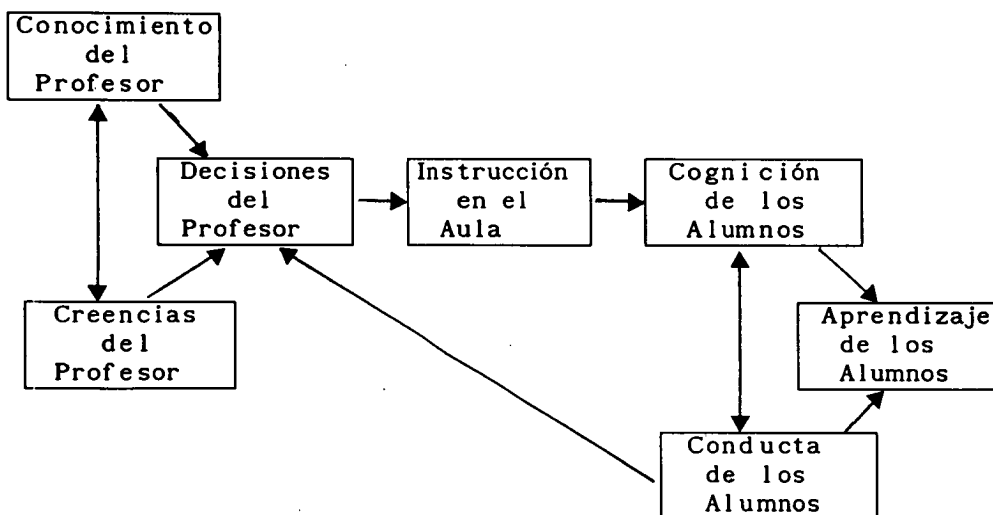 Conocimiento
del
Profesor
Decisiones
del
Profesor
Instrucción
en el
Aula
Cognición
de los
Alumnos
Creencias
del
Profesor
Aprendizaje
de los
Alumnos
Conducta
de los
Alumnos